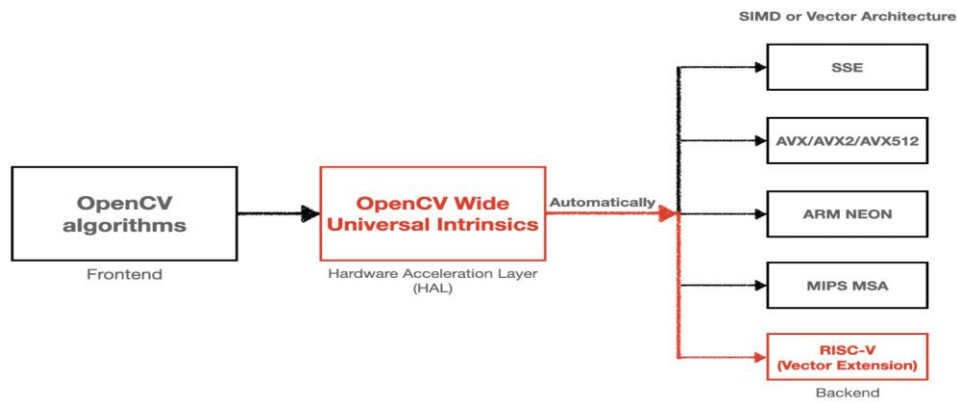 SIMD or Vector Architecture
SSE
AVX/AVX2/AVX512
OpenCV
algorithms
Frontend
OpenCV Wide
Universal Intrinsics
Hardware Acceleration Layer
(HAL)
Automatically
ARM NEON
MIPS MSA
RISC-V
(Vector Extension)
Backend